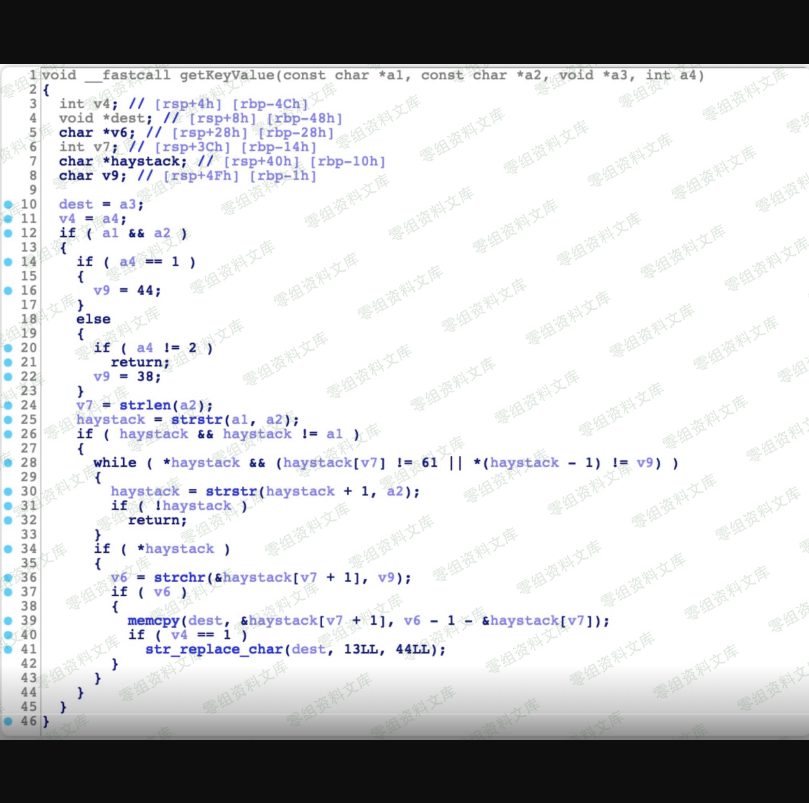 1 void __fastcall getKeyValue(const char *a1, const char *a2, void *a3, int a4)
2 {
3 int v4; // [rsp+4h] [rbp-4Ch]
4 void *dest; // [rsp+8h] [rbp-48h]
5 char *v6; // [rsp+28h] [rbp-28h]
6 int v7; // [rsp+3Ch] [rbp-14h]
7 char *haystack; // [rsp+40h] [rbp-10h]
8 char v9; // [rsp+4Fh] [rbp-1h]
9
10 dest = a3;
11 v4 = a4;
12 if ( a1 && a2 )
13 {
14 if ( a4 == 1 )
15 {
16 v9 = 44;
17 }
18 else
19 {
20 if ( a4 != 2 )
21 return;
22 v9 = 38;
23 }
24 v7 = strlen(a2);
25 haystack = strstr(a1, a2);
26 if ( haystack && haystack != a1 )
27 {
28 while ( *haystack && (haystack[v7] != 61 || *(haystack - 1) != v9) )
29 {
30 haystack = strstr(haystack + 1, a2);
31 if ( !haystack )
32 return;
33 }
34 if ( *haystack )
35 {
36 v6 = strchr(&haystack[v7 + 1], v9);
37 if ( v6 )
38 {
39 memcpy(dest, &haystack[v7 + 1], v6 - 1 - &haystack[v7]);
40 if ( v4 == 1 )
41 str_replace_char(dest, 13LL, 44LL);
42 }
43 }
44 }
45 }
46 }
零组资料文库